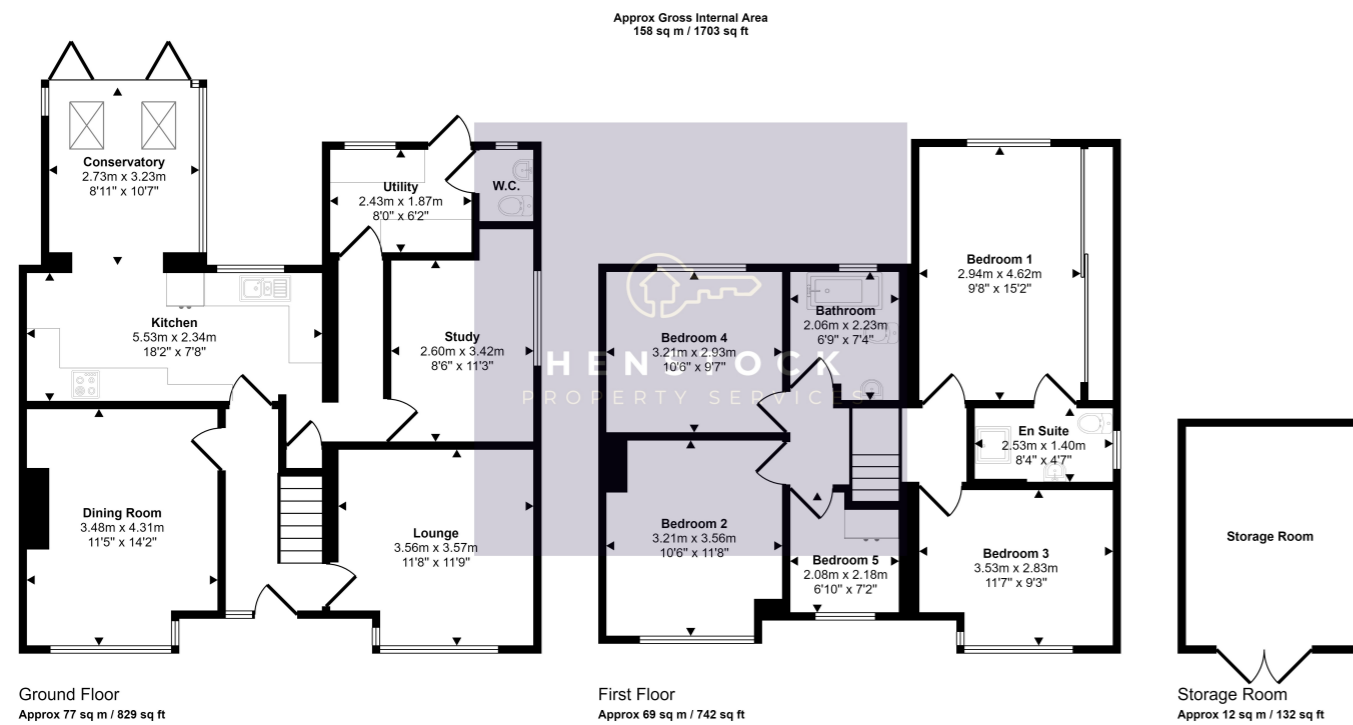 Approx Gross Internal Area
158 sq m / 1703 sq ft
Conservatory
2.73m x 3.23m
8'11" x 10'7"
Utility
2.43m x 1.87m
8'0" x 6'2"
W.C.
Kitchen
5.53m x 2.34m
18'2" x 7'8"
Study
2.60m x 3.42m
8'6" x 11'3"
Dining Room
3.48m x 4.31m
11'5" x 14'2"
Lounge
3.56m x 3.57m
11'8" x 11'9"
Ground Floor
Approx 77 sq m / 829 sq ft
Bedroom 1
2.94m x 4.62m
9'8" x 15'2"
Bathroom
2.06m x 2.23m
6'9" x 7'4"
Bedroom 4
3.21m x 2.93m
10'6" x 9'7"
HENSTOCK
PROPERTY SERVICES
En Suite
2.53m x 1.40m
8'4" x 4'7"
Bedroom 2
3.21m x 3.56m
10'6" x 11'8"
Bedroom 5
2.08m x 2.18m
6'10" x 7'2"
Bedroom 3
3.53m x 2.83m
11'7" x 9'3"
First Floor
Approx 69 sq m / 742 sq ft
Storage Room
Storage Room
Approx 12 sq m / 132 sq ft